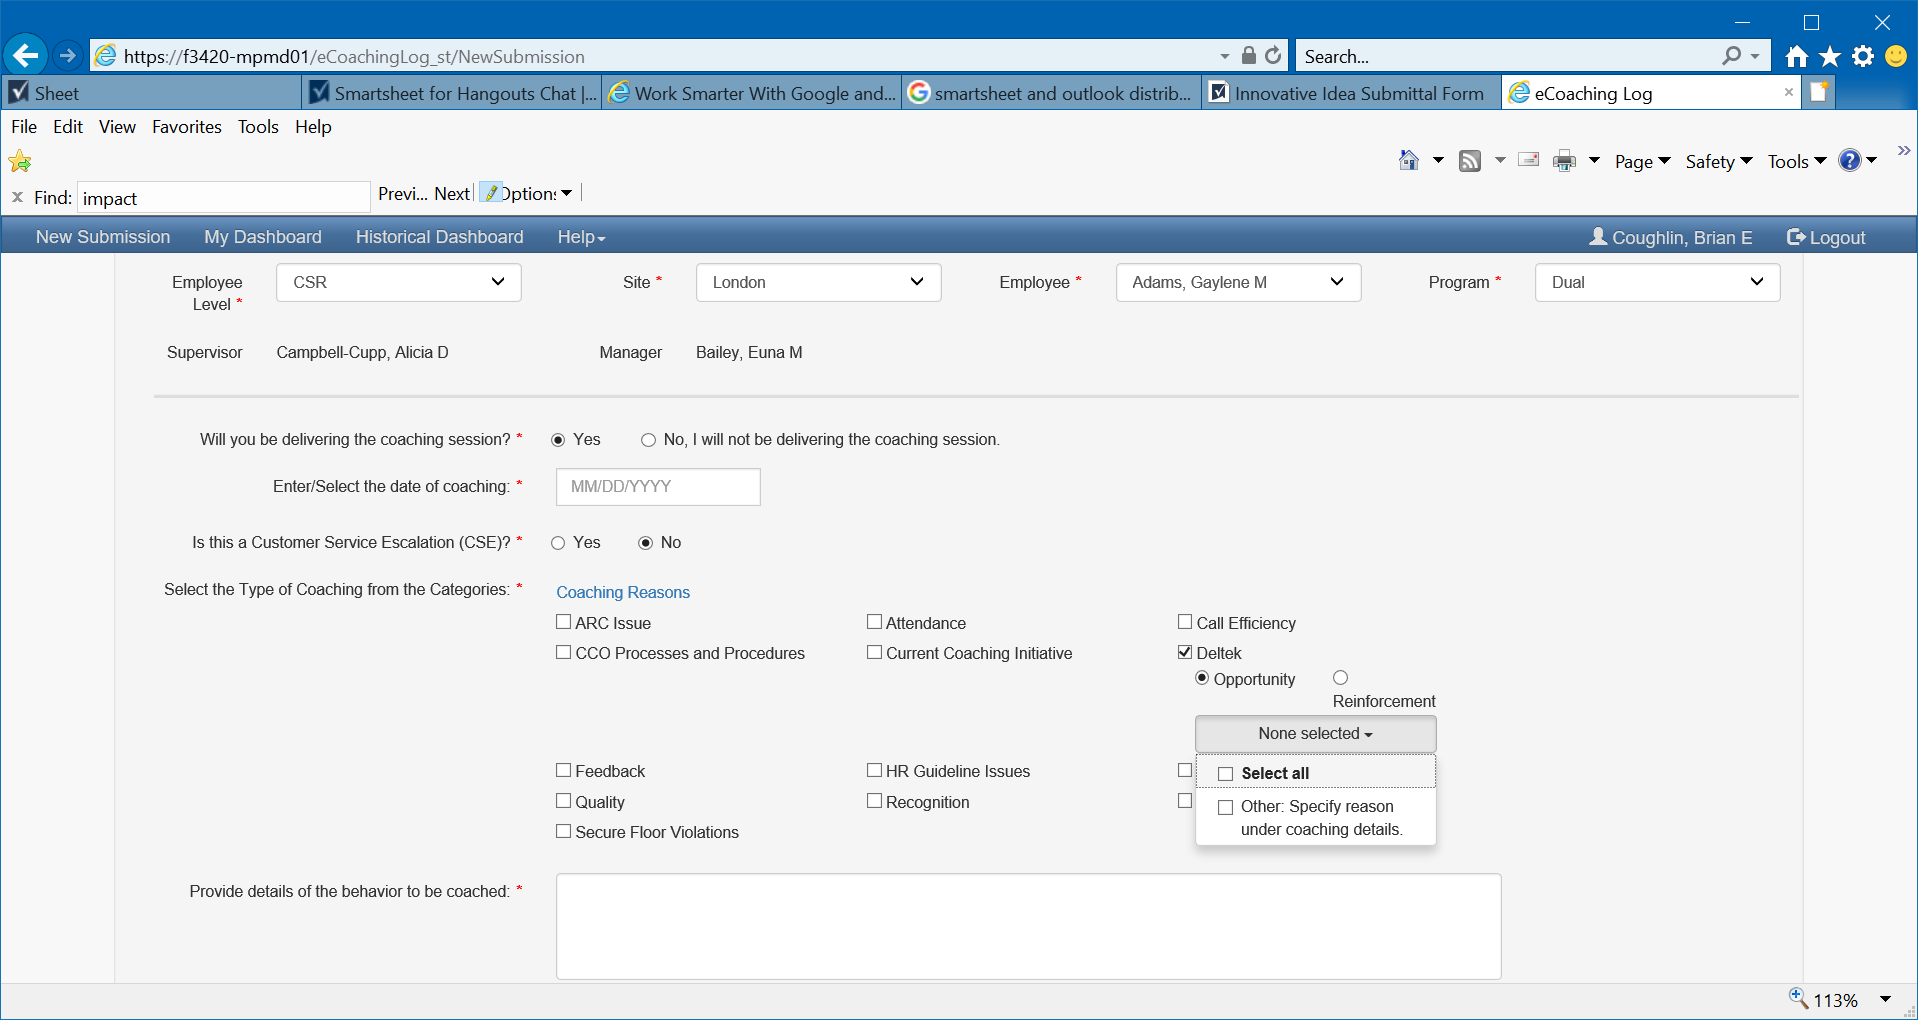 https://f3420-mpmd01/eCoachingLog_st/NewSubmission
Search...
Sheet
Smartsheet for Hangouts Chat |...
Work Smarter With Google and...
smartsheet and outlook distrib...
Innovative Idea Submittal Form
eCoaching Log
File Edit View Favorites Tools Help
Page Safety Tools
Find: impact Previ... Next Options
New Submission My Dashboard Historical Dashboard Help Coughlin, Brian E Logout
Employee Level * CSR Site * London Employee * Adams, Gaylene M Program * Dual
Supervisor Campbell-Cupp, Alicia D Manager Bailey, Euna M
Will you be delivering the coaching session? * Yes No, I will not be delivering the coaching session.
Enter/Select the date of coaching: * MM/DD/YYYY
Is this a Customer Service Escalation (CSE)? * Yes No
Select the Type of Coaching from the Categories: * Coaching Reasons
ARC Issue Attendance Call Efficiency
CCO Processes and Procedures Current Coaching Initiative Deltek
Opportunity Reinforcement
None selected
Select all
Other: Specify reason
under coaching details.
Feedback HR Guideline Issues
Quality Recognition
Secure Floor Violations
Provide details of the behavior to be coached: *
113%